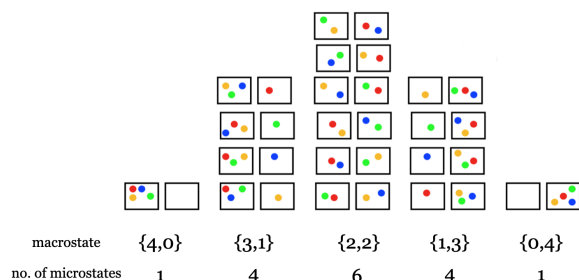 macrostate {4,0} {3,1} {2,2} {1,3} {0,4}
no. of microstates 1 4 6 4 1